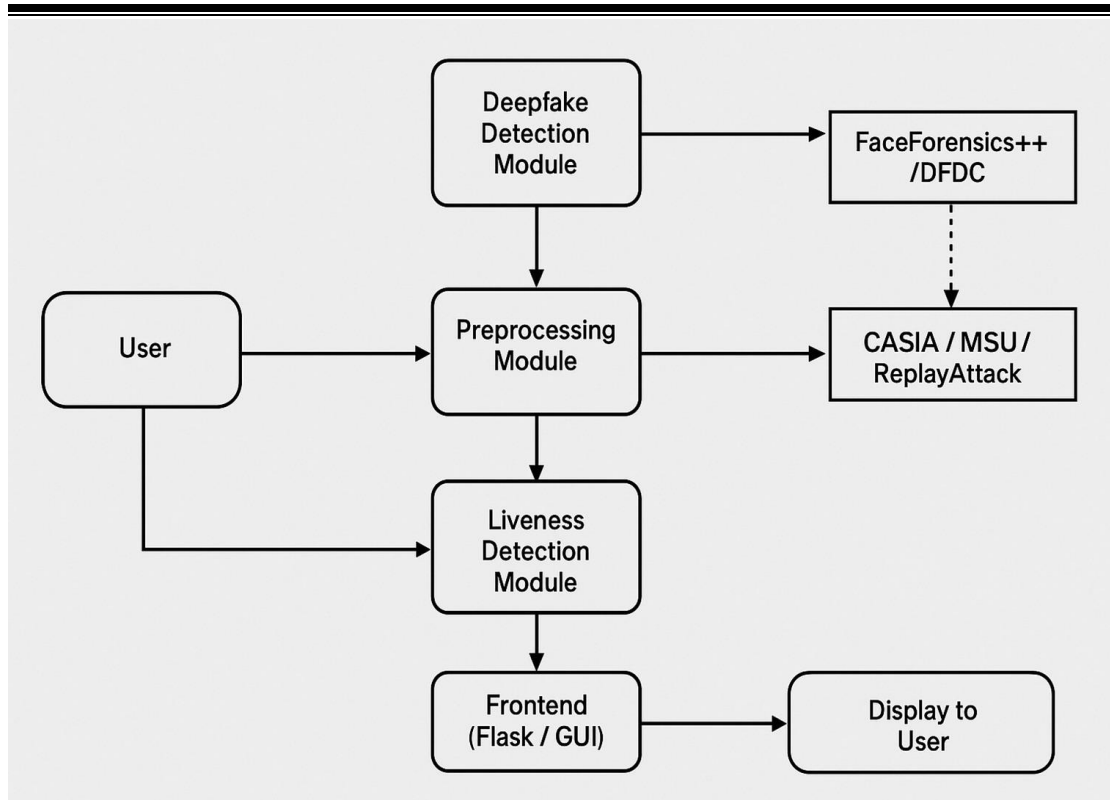 Deepfake
Detection
Module
FaceForensics++
/DFDC
User
Preprocessing
Module
CASIA / MSU /
ReplayAttack
Liveness
Detection
Module
Frontend
(Flask / GUI)
Display to
User